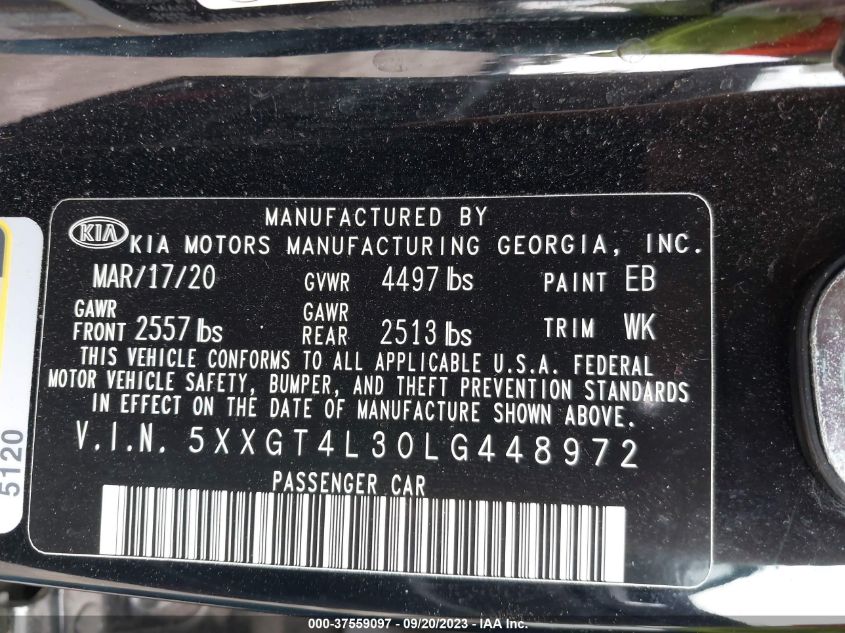 MANUFACTURED BY
KIA KIA MOTORS MANUFACTURING GEORGIA, INC.
MAR/17/20 GVWR 4497 lbs PAINT EB
GAWR FRONT 2557 lbs GAWR REAR 2513 lbs TRIM WK
THIS VEHICLE CONFORMS TO ALL APPLICABLE U.S.A. FEDERAL
MOTOR VEHICLE SAFETY, BUMPER, AND THEFT PREVENTION STANDARDS
IN EFFECT ON THE DATE OF MANUFACTURE SHOWN ABOVE.
V.I.N. 5XXGT4L30LG448972
PASSENGER CAR
5120
000-37559097 - 09/20/2023 - IAA Inc.